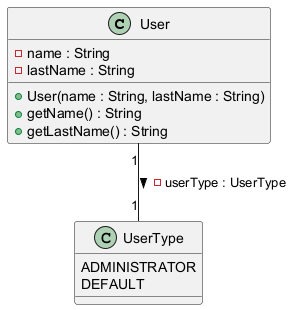 C User
name : String
lastName : String
User(name : String, lastName : String)
getName() : String
getLastName() : String
1
userType : UserType
1
C UserType
ADMINISTRATOR
DEFAULT